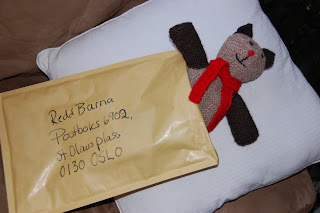 Redd Barna
Postboks 6902,
St Olavs plass
0130 OSLO